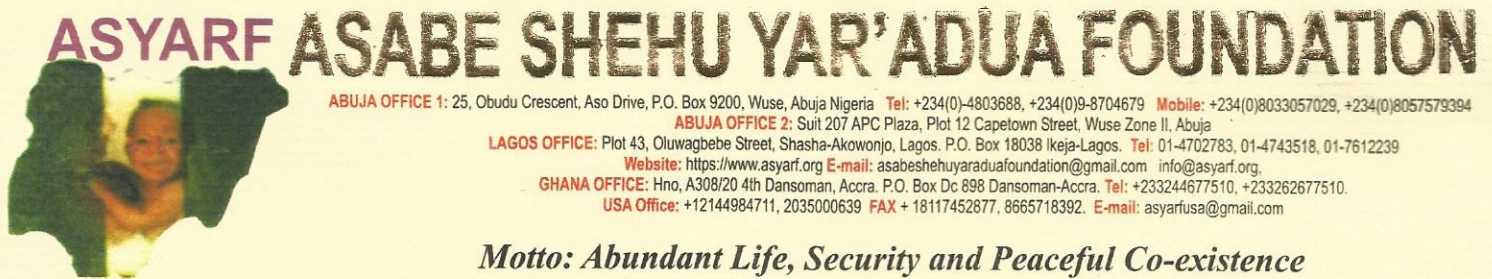 ASYARF ASABE SHEHU YAR'ADUA FOUNDATION
ABUJA OFFICE 1: 25, Obudu Crescent, Aso Drive, P.O. Box 9200, Wuse, Abuja Nigeria Tel: +234(0)-4803688, +234(0)9-8704679 Mobile: +234(0)8033057029, +234(0)8057579394
ABUJA OFFICE 2: Suit 207 APC Plaza, Plot 12 Capetown Street, Wuse Zone II, Abuja
LAGOS OFFICE: Plot 43, Oluwagbebe Street, Shasha-Akowonjo, Lagos. P.O. Box 18038 Ikeja-Lagos. Tel: 01-4702783, 01-4743518, 01-7612239
Website: https://www.asyarf.org E-mail: asabeshehuyaraduafoundation@gmail.com info@asyarf.org,
GHANA OFFICE: Hno, A308/20 4th Dansoman, Accra. P.O. Box Dc 898 Dansoman-Accra. Tel: +233244677510, +233262677510.
USA Office: +12144984711, 2035000639 FAX + 18117452877, 8665718392. E-mail: asyarfusa@gmail.com
Motto: Abundant Life, Security and Peaceful Co-existence